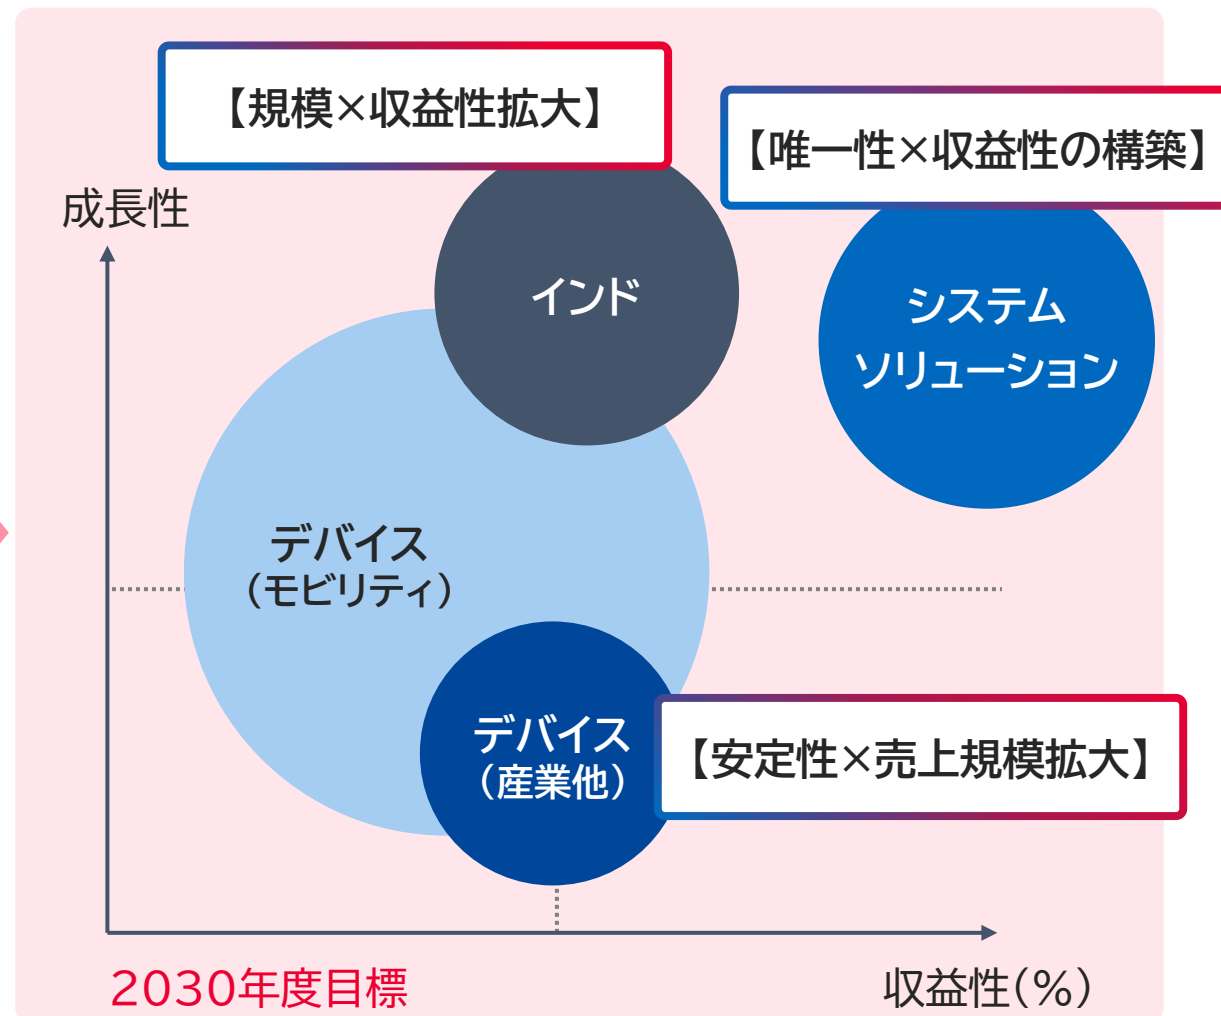 【規模×収益性拡大】
【唯一性×収益性の構築】
成長性
インド
システム
ソリューション
デバイス
（モビリティ）
デバイス
（産業他）
【安定性×売上規模拡大】
2030年度目標
収益性(%)